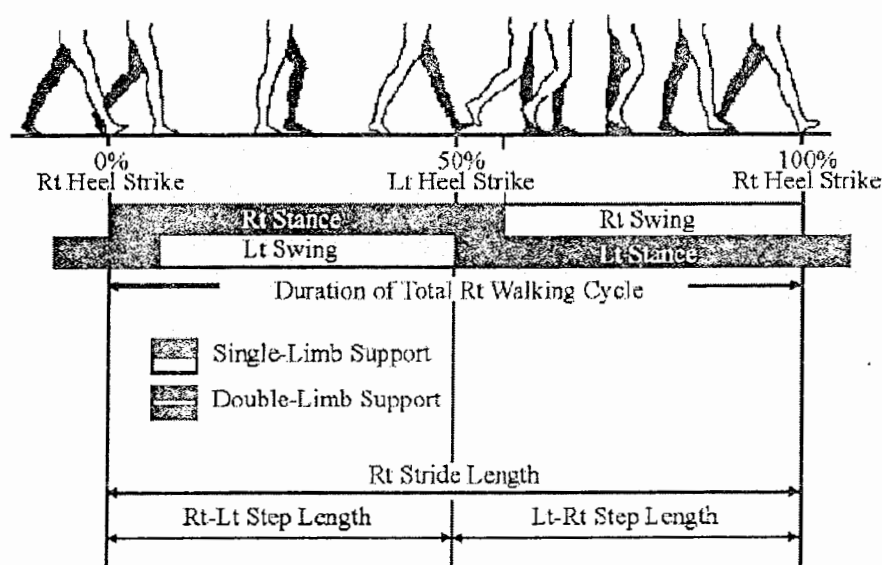 0% 50% 100%
Rt Heel Strike Lt Heel Strike Rt Heel Strike
Rt Stance Rt Swing
Lt Swing Lt Stance
Duration of Total Rt Walking Cycle
Single-Limb Support
Double-Limb Support
Rt Stride Length
Rt-Lt Step Length Lt-Rt Step Length